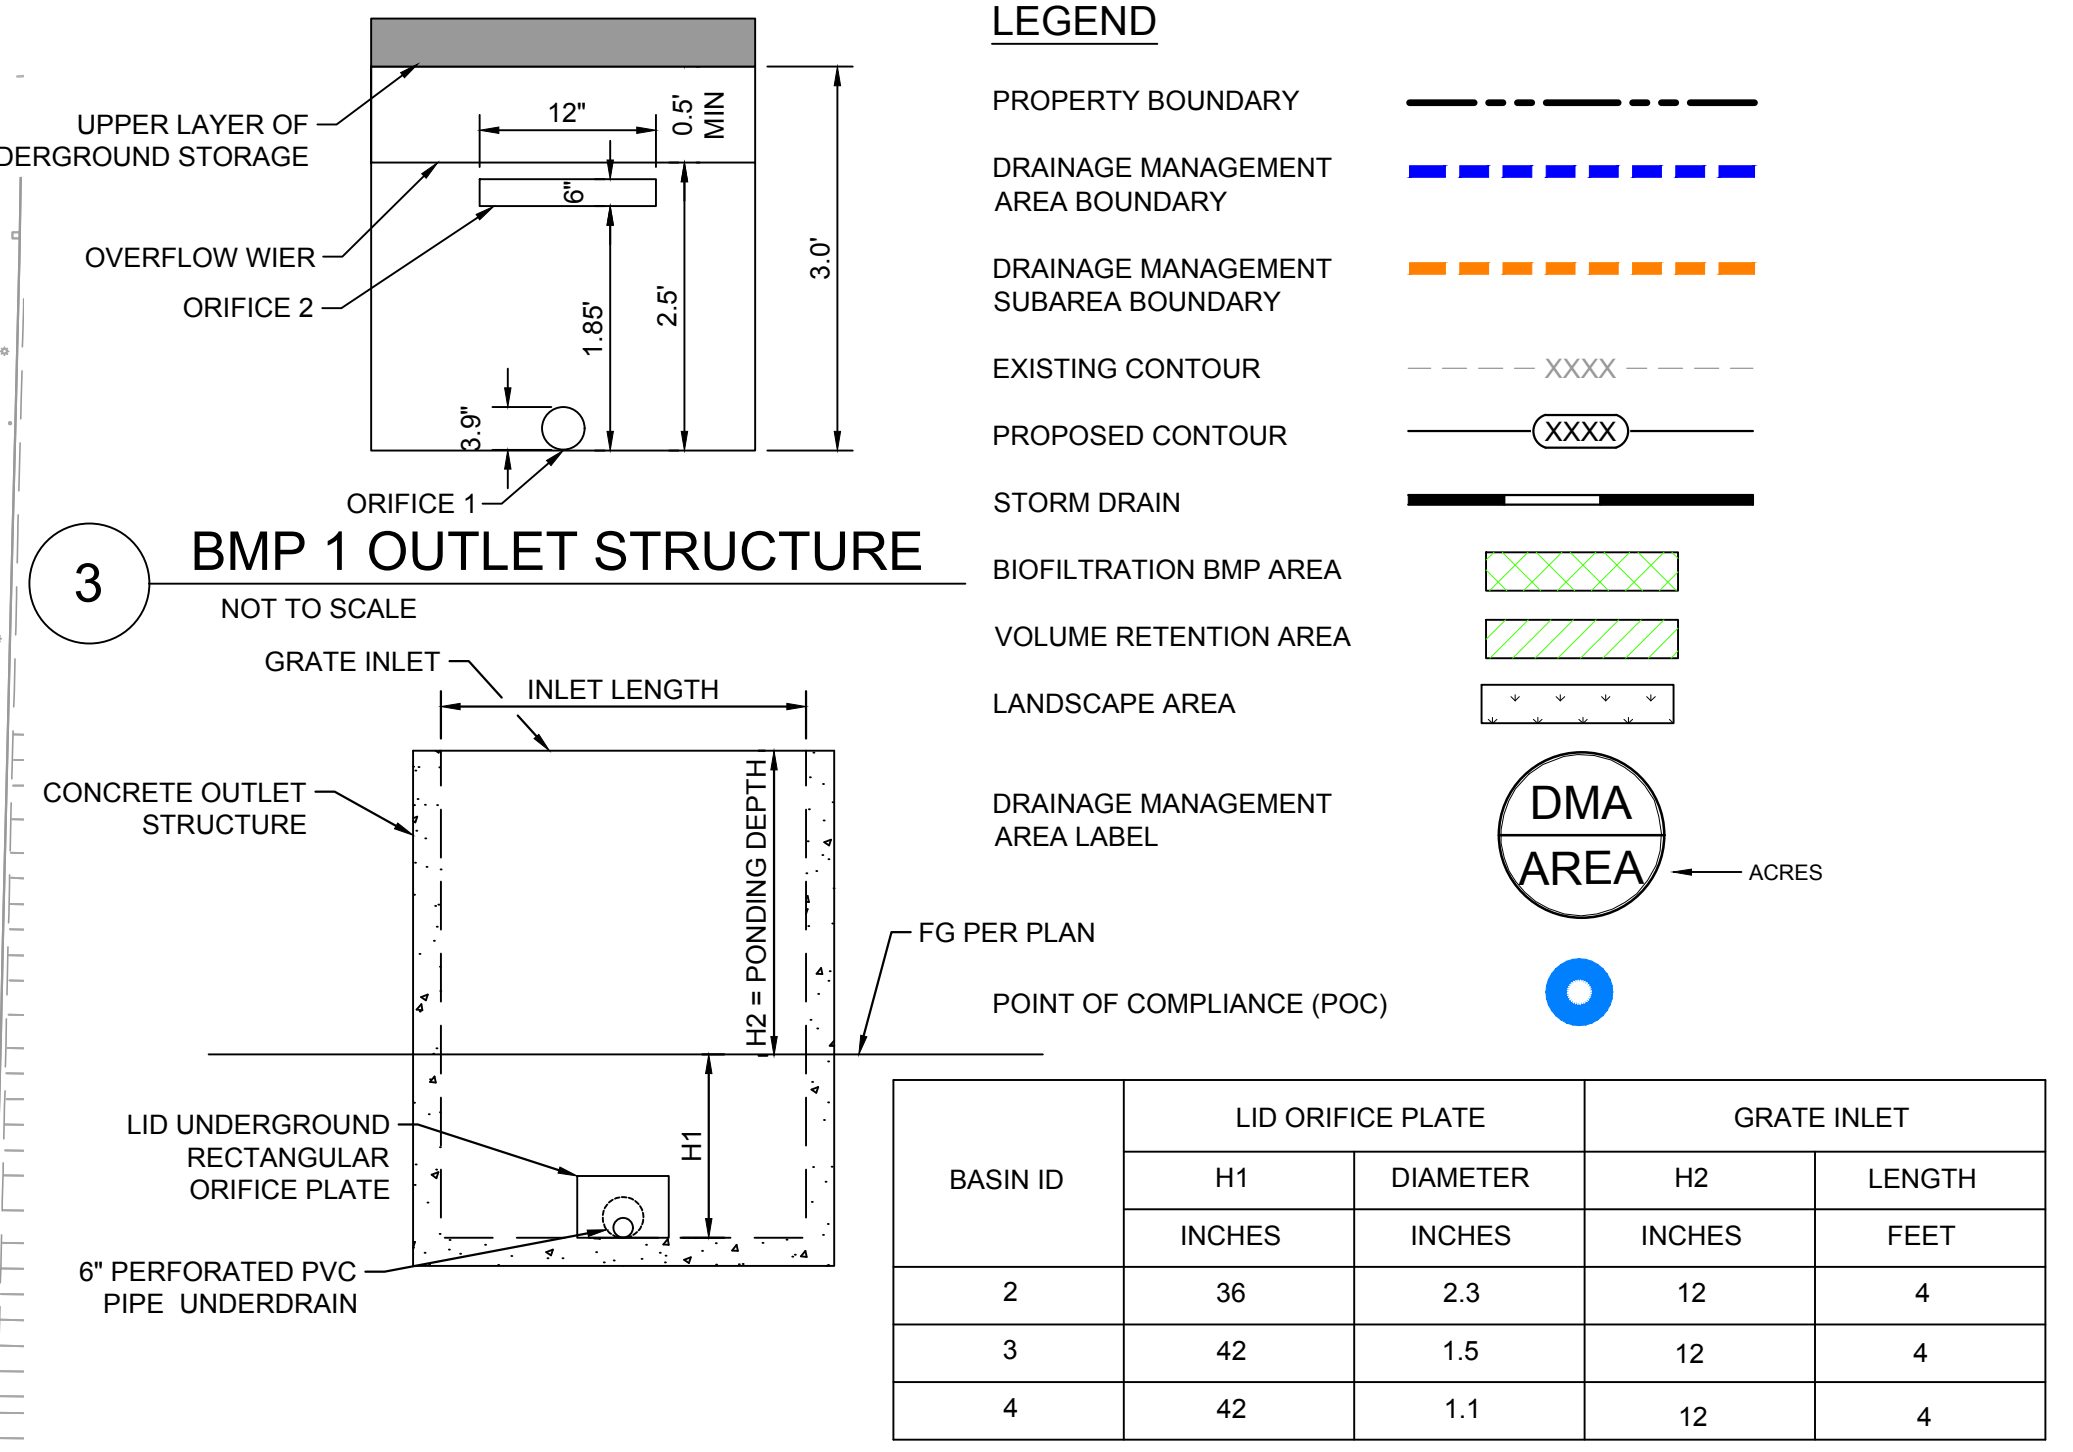 UPPER LAYER OF
DERGROUND STORAGE
12"
0.5'
MIN
6"
OVERFLOW WIER
ORIFICE 2
1.85'
2.5'
3.0'
3.9"
ORIFICE 1
3
BMP 1 OUTLET STRUCTURE
NOT TO SCALE
GRATE INLET
INLET LENGTH
CONCRETE OUTLET
STRUCTURE
H2 = PONDING DEPTH
FG PER PLAN
H1
LID UNDERGROUND
RECTANGULAR
ORIFICE PLATE
6" PERFORATED PVC
PIPE UNDERDRAIN
LEGEND
PROPERTY BOUNDARY
DRAINAGE MANAGEMENT
AREA BOUNDARY
DRAINAGE MANAGEMENT
SUBAREA BOUNDARY
EXISTING CONTOUR
XXXX
PROPOSED CONTOUR
XXXX
STORM DRAIN
BIOFILTRATION BMP AREA
VOLUME RETENTION AREA
LANDSCAPE AREA
DRAINAGE MANAGEMENT
AREA LABEL
DMA
AREA
ACRES
POINT OF COMPLIANCE (POC)
BASIN ID LID ORIFICE PLATE GRATE INLET
H1 DIAMETER H2 LENGTH
INCHES INCHES INCHES FEET
2 36 2.3 12 4
3 42 1.5 12 4
4 42 1.1 12 4